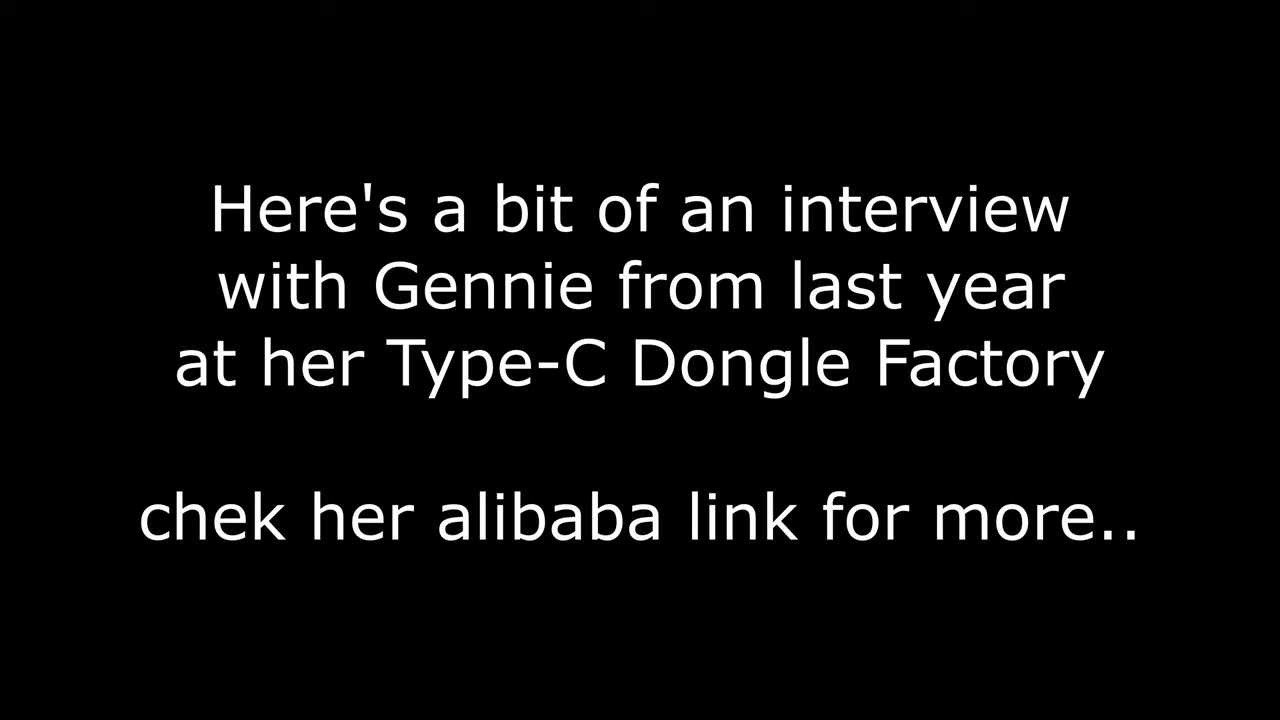 Here's a bit of an interview
with Gennie from last year
at her Type-C Dongle Factory
chek her alibaba link for more..